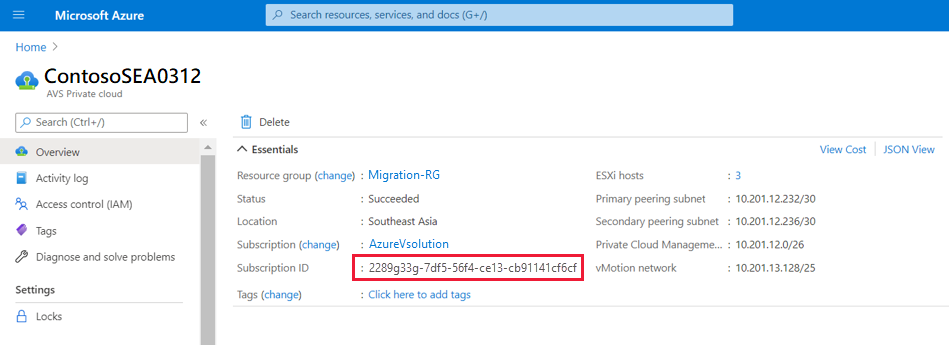 Microsoft Azure
Search resources, services, and docs (G+/)
Home >
ContosoSEA0312
AVS Private cloud
Search (Ctrl+/)
«
Delete
Overview
Activity log
Access control (IAM)
Tags
Diagnose and solve problems
Settings
Locks
Essentials
View Cost | JSON View
Resource group (change) : Migration-RG
Status : Succeeded
Location : Southeast Asia
Subscription (change) : AzureVsolution
Subscription ID : 2289g33g-7df5-56f4-ce13-cb91141cf6cf
Tags (change) : Click here to add tags
ESXi hosts : 3
Primary peering subnet : 10.201.12.232/30
Secondary peering subnet : 10.201.12.236/30
Private Cloud Manageme... : 10.201.12.0/26
vMotion network : 10.201.13.128/25